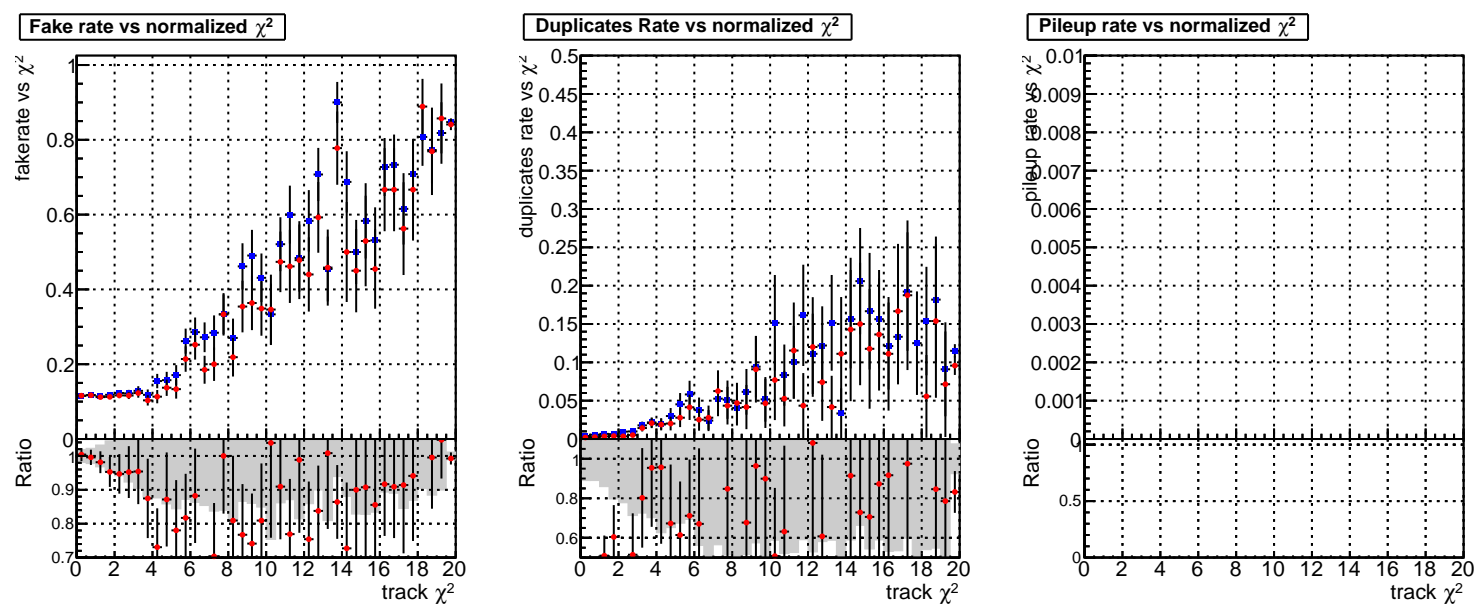 Fake rate vs normalized χ²
fakerate vs χ²
1
0.8
0.6
0.4
0.2
0
Ratio
1
0.9
0.8
0.7
0 2 4 6 8 10 12 14 16 18 20
track χ²
Duplicates Rate vs normalized χ²
duplicates rate vs χ²
0.5
0.45
0.4
0.35
0.3
0.25
0.2
0.15
0.1
0.05
0
Ratio
1
0.8
0.6
0 2 4 6 8 10 12 14 16 18 20
track χ²
Pileup rate vs normalized χ²
pileup rate vs χ²
0.01
0.009
0.008
0.007
0.006
0.005
0.004
0.003
0.002
0.001
0
Ratio
1
0.5
0
0 2 4 6 8 10 12 14 16 18 20
track χ²